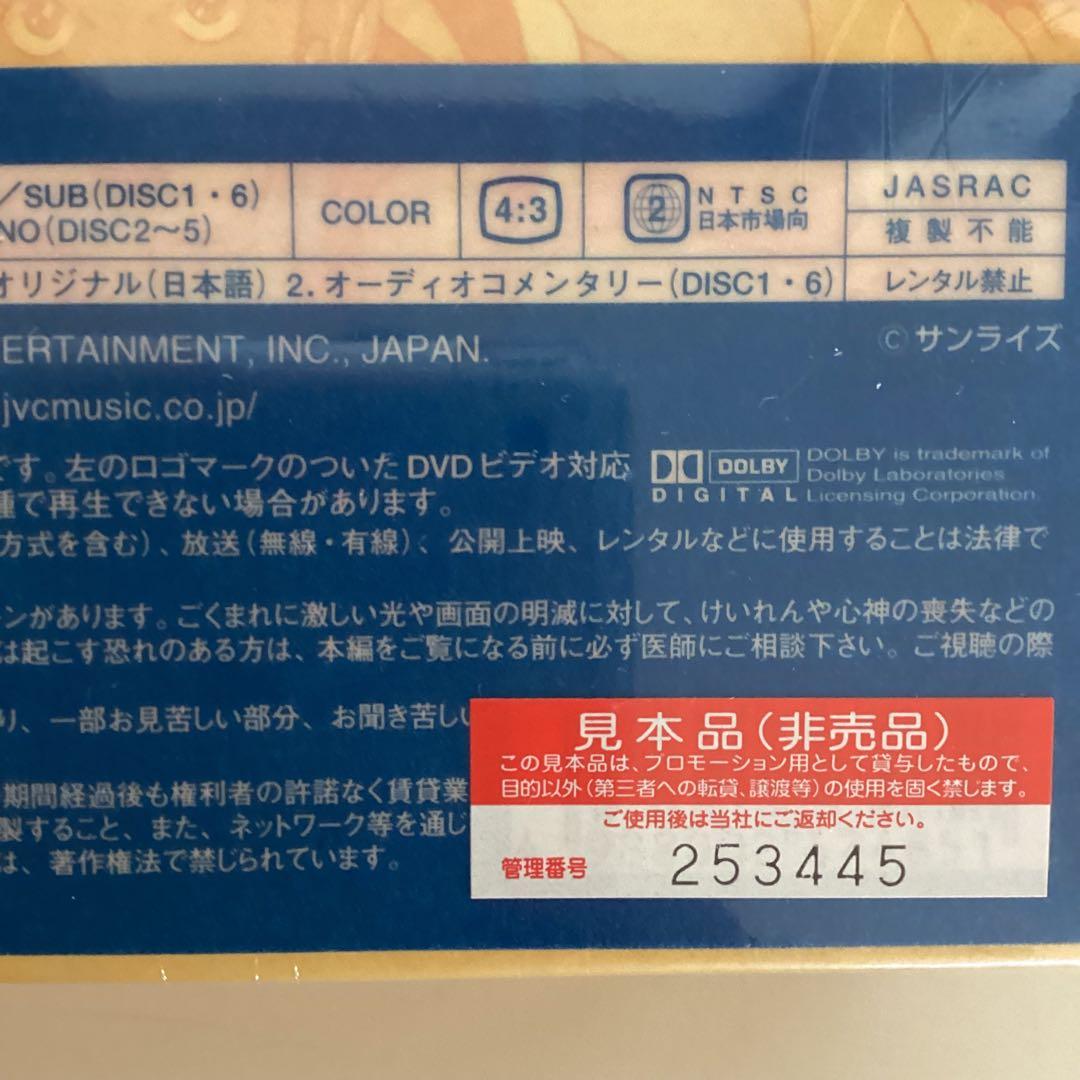 ／SUB(DISC1・6)
NO(DISC2～5)
COLOR
4:3
2
NTSC
日本市場向
JASRAC
複製不能
オリジナル(日本語) 2. オーディオコメンタリー(DISC1・6)
レンタル禁止
ERTAINMENT, INC., JAPAN.
©サンライズ
jvcmusic.co.jp/
です。左のロゴマークのついたDVDビデオ対応
種で再生できない場合があります。
DOLBY
DIGITAL
DOLBY is trademark of
Dolby Laboratories
Licensing Corporation.
方式を含む)、放送(無線・有線)、公開上映、レンタルなどに使用することは法律で
ンがあります。ごくまれに激しい光や画面の明滅に対して、けいれんや心神の喪失などの
は起こす恐れのある方は、本編をご覧になる前に必ず医師にご相談下さい。ご視聴の際
り、一部お見苦しい部分、お聞き苦しい
期間経過後も権利者の許諾なく賃貸業
製すること、また、ネットワーク等を通じ
は、著作権法で禁じられています。
見本品(非売品)
この見本品は、プロモーション用として貸与したもので、
目的以外(第三者への転貸、譲渡等)の使用を固く禁じます。
ご使用後は当社にご返却ください。
管理番号 253445